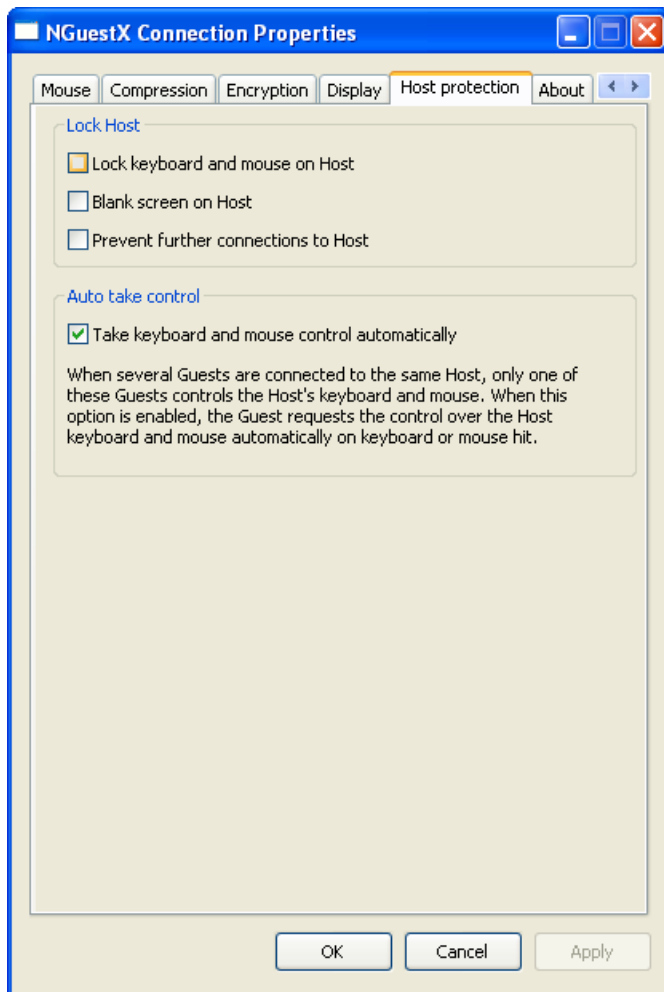 NGuestX Connection Properties
Mouse Compression Encryption Display Host protection About
Lock Host
Lock keyboard and mouse on Host
Blank screen on Host
Prevent further connections to Host
Auto take control
Take keyboard and mouse control automatically
When several Guests are connected to the same Host, only one of
these Guests controls the Host's keyboard and mouse. When this
option is enabled, the Guest requests the control over the Host
keyboard and mouse automatically on keyboard or mouse hit.
OK Cancel Apply